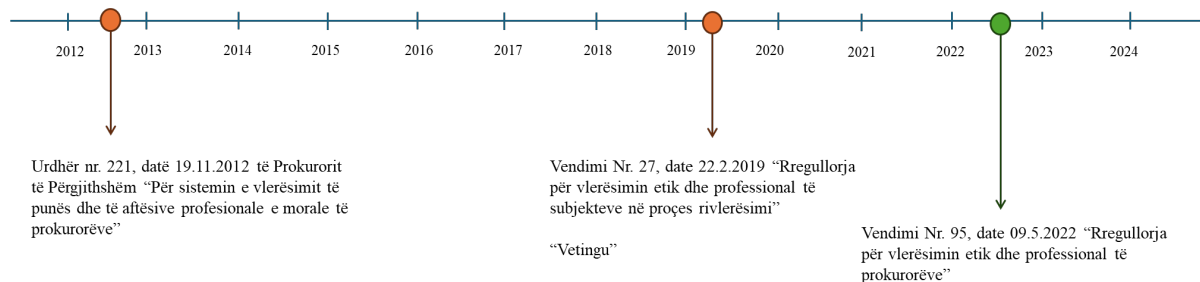 2012 2013 2014 2015 2016 2017 2018 2019 2020 2021 2022 2023 2024
Urdhër nr. 221, datë 19.11.2012 të Prokurorit
të Përgjithshëm “Për sistemin e vlerësimit të
punës dhe të aftësive profesionale e morale të
prokurorëve”
Vendimi Nr. 27, date 22.2.2019 “Rregullorja
për vlerësimin etik dhe professional të
subjekteve në proçes rivlerësimi”
“Vetingu”
Vendimi Nr. 95, date 09.5.2022 “Rregullorja
për vlerësimin etik dhe professional të
prokurorëve”